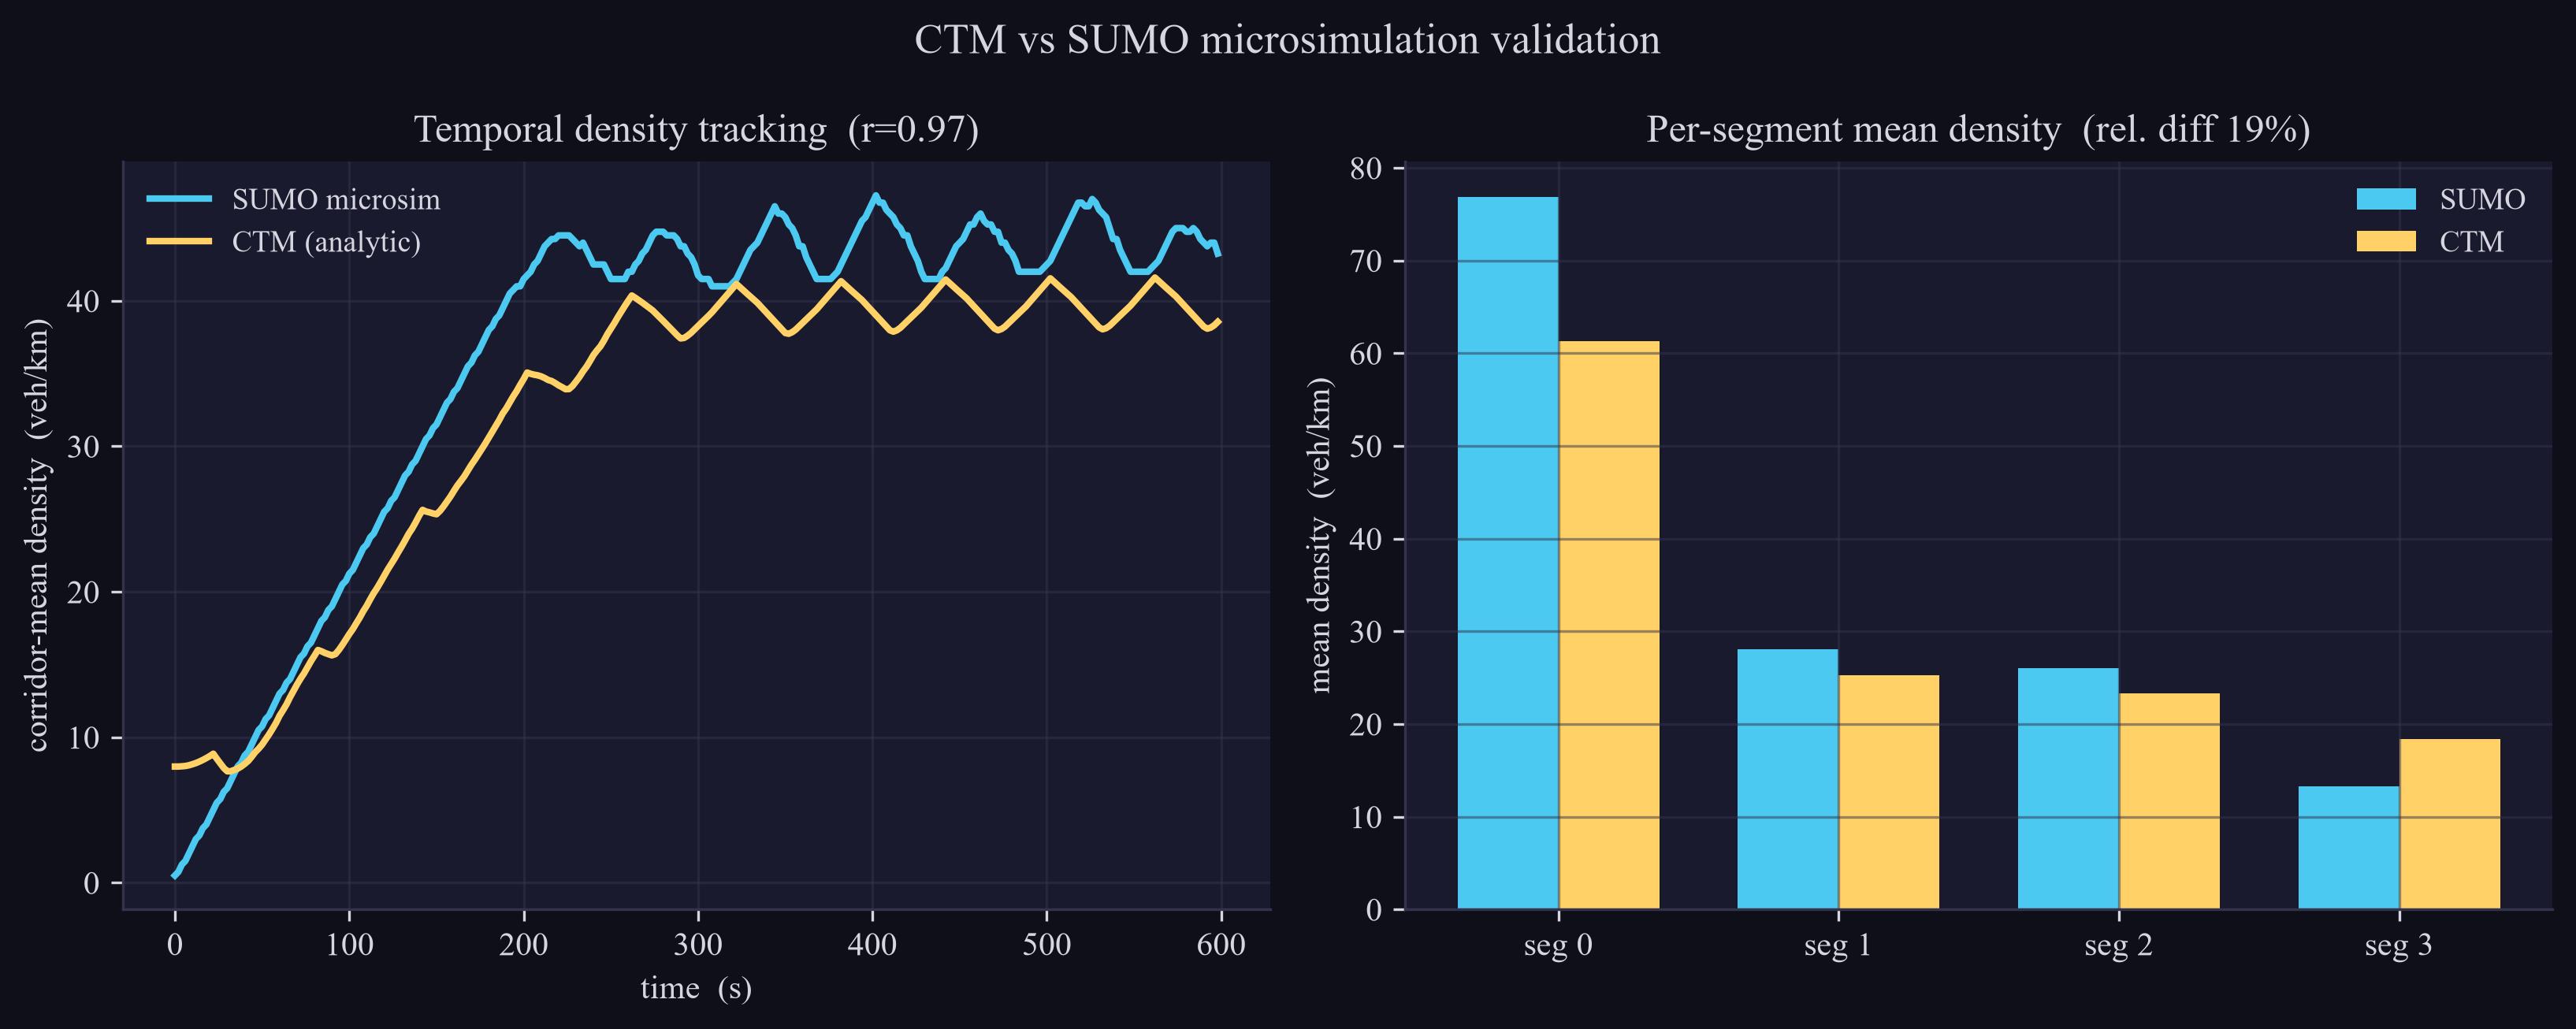 CTM vs SUMO microsimulation validation
Temporal density tracking (r=0.97)
SUMO microsim
CTM (analytic)
corridor-mean density (veh/km)
40
30
20
10
0
0 100 200 300 400 500 600
time (s)
Per-segment mean density (rel. diff 19%)
SUMO
CTM
mean density (veh/km)
80
70
60
50
40
30
20
10
0
seg 0 seg 1 seg 2 seg 3